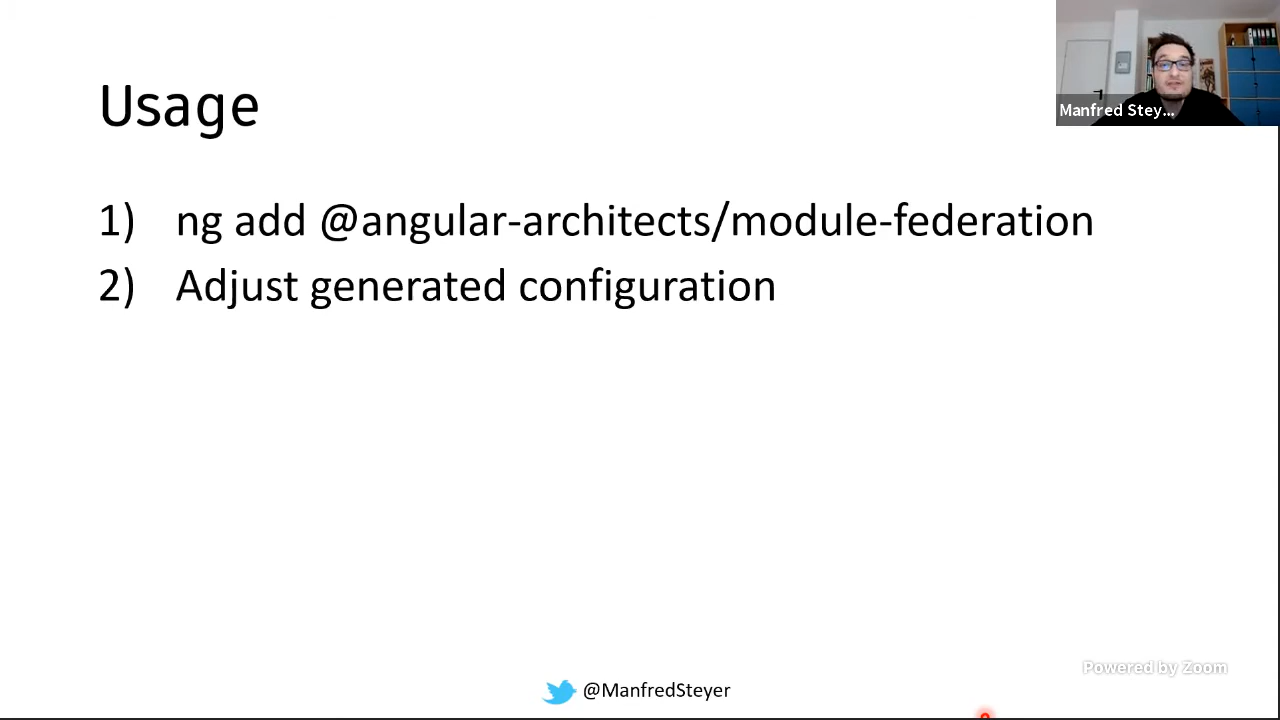 Usage
Manfred Stey...
1) ng add @angular-architects/module-federation
2) Adjust generated configuration
Powered by Zoom
@ManfredSteyer